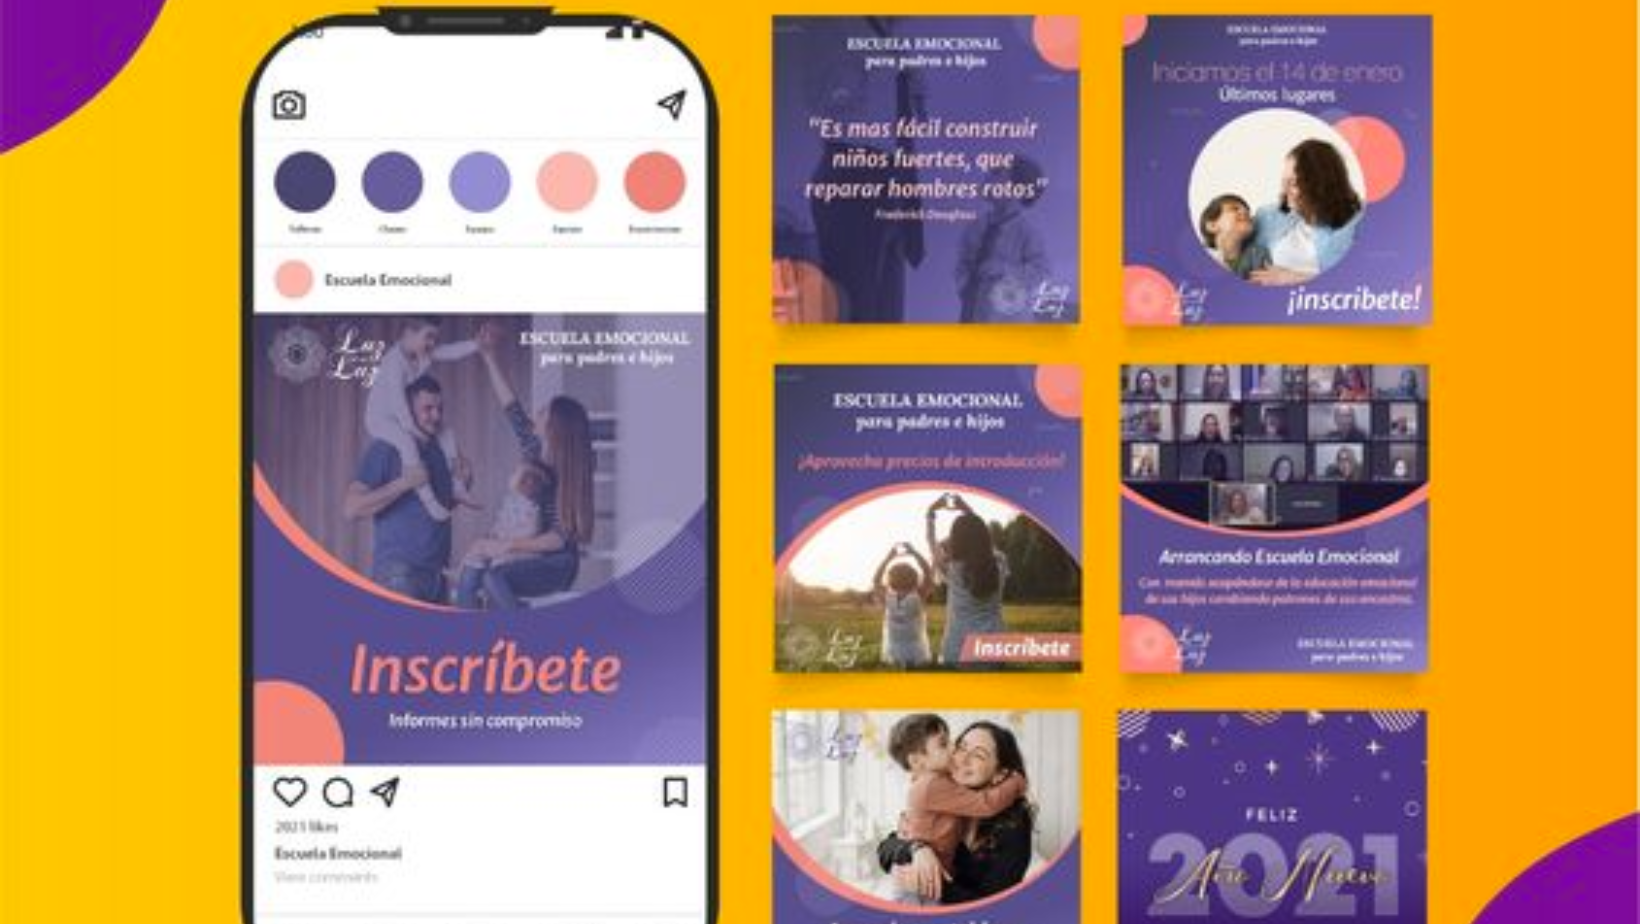 Escuela Emocional
Luz
Luz
ESCUELA EMOCIONAL
para padres e hijos
Inscríbete
Informes sin compromiso
2021 likes
Escuela Emocional
View comments
ESCUELA EMOCIONAL
para padres e hijos
"Es mas fácil construir
niños fuertes, que
reparar hombres rotos"
Frederick Douglass
Luz
Luz
ESCUELA EMOCIONAL
para padres e hijos
Iniciamos el 14 de enero
Últimos lugares
¡inscribete!
Luz
Luz
ESCUELA EMOCIONAL
para padres e hijos
¡Aprovecha precios de introducción!
Inscríbete
Luz
Luz
Arrancando Escuela Emocional
Con mamás ocupándose de la educación emocional
de sus hijos cambiando patrones de sus ancestros.
Luz
Luz
ESCUELA EMOCIONAL
para padres e hijos
FELIZ
2021
Año Nuevo